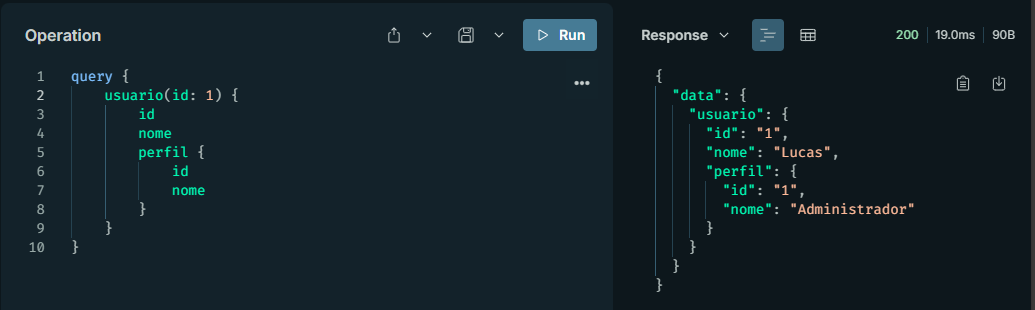 Operation
Run
1 query {
2     usuario(id: 1) {
3         id
4         nome
5         perfil {
6             id
7             nome
8         }
9     }
10 }
Response
200 19.0ms 90B
{
  "data": {
    "usuario": {
      "id": "1",
      "nome": "Lucas",
      "perfil": {
        "id": "1",
        "nome": "Administrador"
      }
    }
  }
}